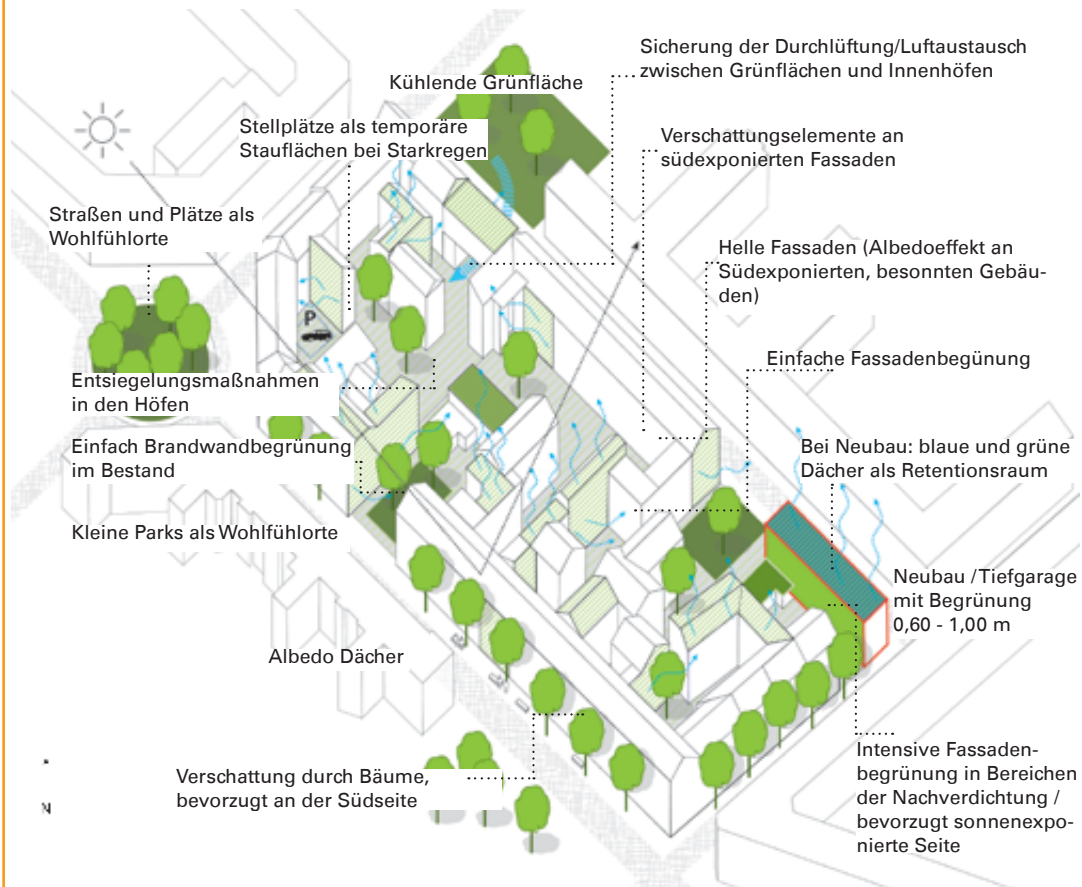 Sicherung der Durchlüftung/Luftaustausch
zwischen Grünflächen und Innenhöfen
Kühlende Grünfläche
Stellplätze als temporäre
Stauflächen bei Starkregen
Verschattungselemente an
südexponierten Fassaden
Straßen und Plätze als
Wohlfühlorte
Helle Fassaden (Albedoeffekt an
Südexponierten, besonnten Gebäu-
den)
P
Einfache Fassadenbegünung
Entsiegelungsmaßnahmen
in den Höfen
Einfach Brandwandbegrünung
im Bestand
Bei Neubau: blaue und grüne
Dächer als Retentionsraum
Kleine Parks als Wohlfühlorte
Neubau / Tiefgarage
mit Begrünung
0,60 - 1,00 m
Albedo Dächer
Verschattung durch Bäume,
bevorzugt an der Südseite
Intensive Fassaden-
begrünung in Bereichen
der Nachverdichtung /
bevorzugt sonnenexpo-
nierte Seite
N